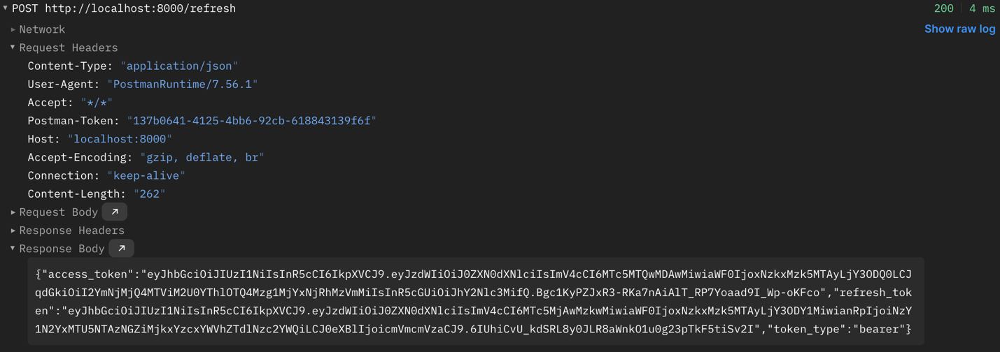 POST http://localhost:8000/refresh
200 4 ms
Network
Show raw log
Request Headers
Content-Type: "application/json"
User-Agent: "PostmanRuntime/7.56.1"
Accept: "*/*"
Postman-Token: "137b0641-4125-4bb6-92cb-618843139f6f"
Host: "localhost:8000"
Accept-Encoding: "gzip, deflate, br"
Connection: "keep-alive"
Content-Length: "262"
Request Body
Response Headers
Response Body
{"access_token":"eyJhbGciOiJIUzI1NiIsInR5cCI6IkpXVCJ9.eyJzdWIiOiJ0ZXN0dXNlciIsImV4cCI6MTc5MTQwMDAwMiwiaWF0IjoxNzkxMzk5MTAyLjY3ODQ0LCJ
qdGkiOiI2YmNjMjQ4MTViM2U0YThlOTQ4Mzg1MjYxNjRhMzVmMiIsInR5cGUiOiJhY2Nlc3MifQ.Bgc1KyPZJxR3-RKa7nAiAlT_RP7Yoaad9I_Wp-oKFco","refresh_tok
en":"eyJhbGciOiJIUzI1NiIsInR5cCI6IkpXVCJ9.eyJzdWIiOiJ0ZXN0dXNlciIsImV4cCI6MTc5MjAwMzkwMiwiaWF0IjoxNzkxMzk5MTAyLjY3ODY1MiwianRpIjoiNzY
1N2YxMTU5NTAzNGZiMjkxYzcxYWVhZTdlNzc2YWQiLCJ0eXBlIjoicmVmcmVzaCJ9.6IUhiCvU_kdSRL8y0JLR8aWnkO1u0g23pTkF5tiSv2I","token_type":"bearer"}